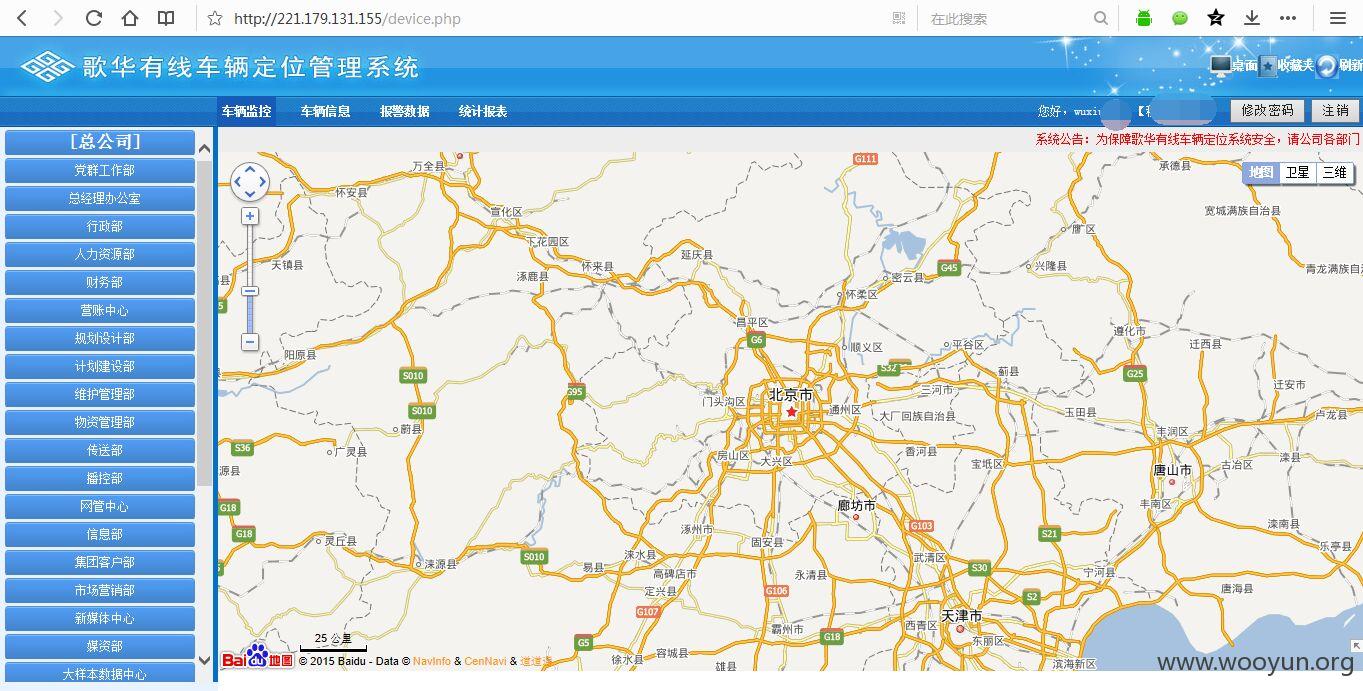 http://221.179.131.155/device.php
在此搜索
歌华有线车辆定位管理系统
桌面 收藏夹 刷新
车辆监控 车辆信息 报警数据 统计报表
您好，wuxi
修改密码 注销
系统公告：为保障歌华有线车辆定位系统安全，请公司各部门
[总公司]
党群工作部
总经理办公室
行政部
人力资源部
财务部
营账中心
规划设计部
计划建设部
维护管理部
物资管理部
传送部
播控部
网管中心
信息部
集团客户部
市场营销部
新媒体中心
媒资部
大样本数据中心
地图 卫星 三维
万全县
G111
承德县
怀安县
宣化区
宽城满族自治县
下花园区
天镇县
怀来县
延庆县
涿鹿县
密云县
G45
兴隆县
青龙满族自治
怀柔区
昌平区
G6
顺义区
平谷区
遵化市
迁西县
阳原县
S010
S32
蓟县
G25
G95
三河市
迁安市
北京市
门头沟区
通州区
大厂回族自治县
玉田县
卢龙县
S010
蔚县
丰润区
S36
广灵县
房山区
大兴区
香河县
宝坻区
唐山市
古冶区
滦县
G18
廊坊市
丰南区
G18
灵丘县
涿州市
固安县
G103
S21
滦南县
乐亭县
涞源县
S010
易县
涞水县
高碑店市
永清县
武清区
S30
宁河县
定兴县
G106
S2
唐海县
G107
霸州市
G18
西青区
天津市
东丽区
G5
徐水县
容城县
雄县
滨海新区
25 公里
Bai du 地图
© 2015 Baidu - Data © NavInfo & CenNavi & 道道通
www.wooyun.org